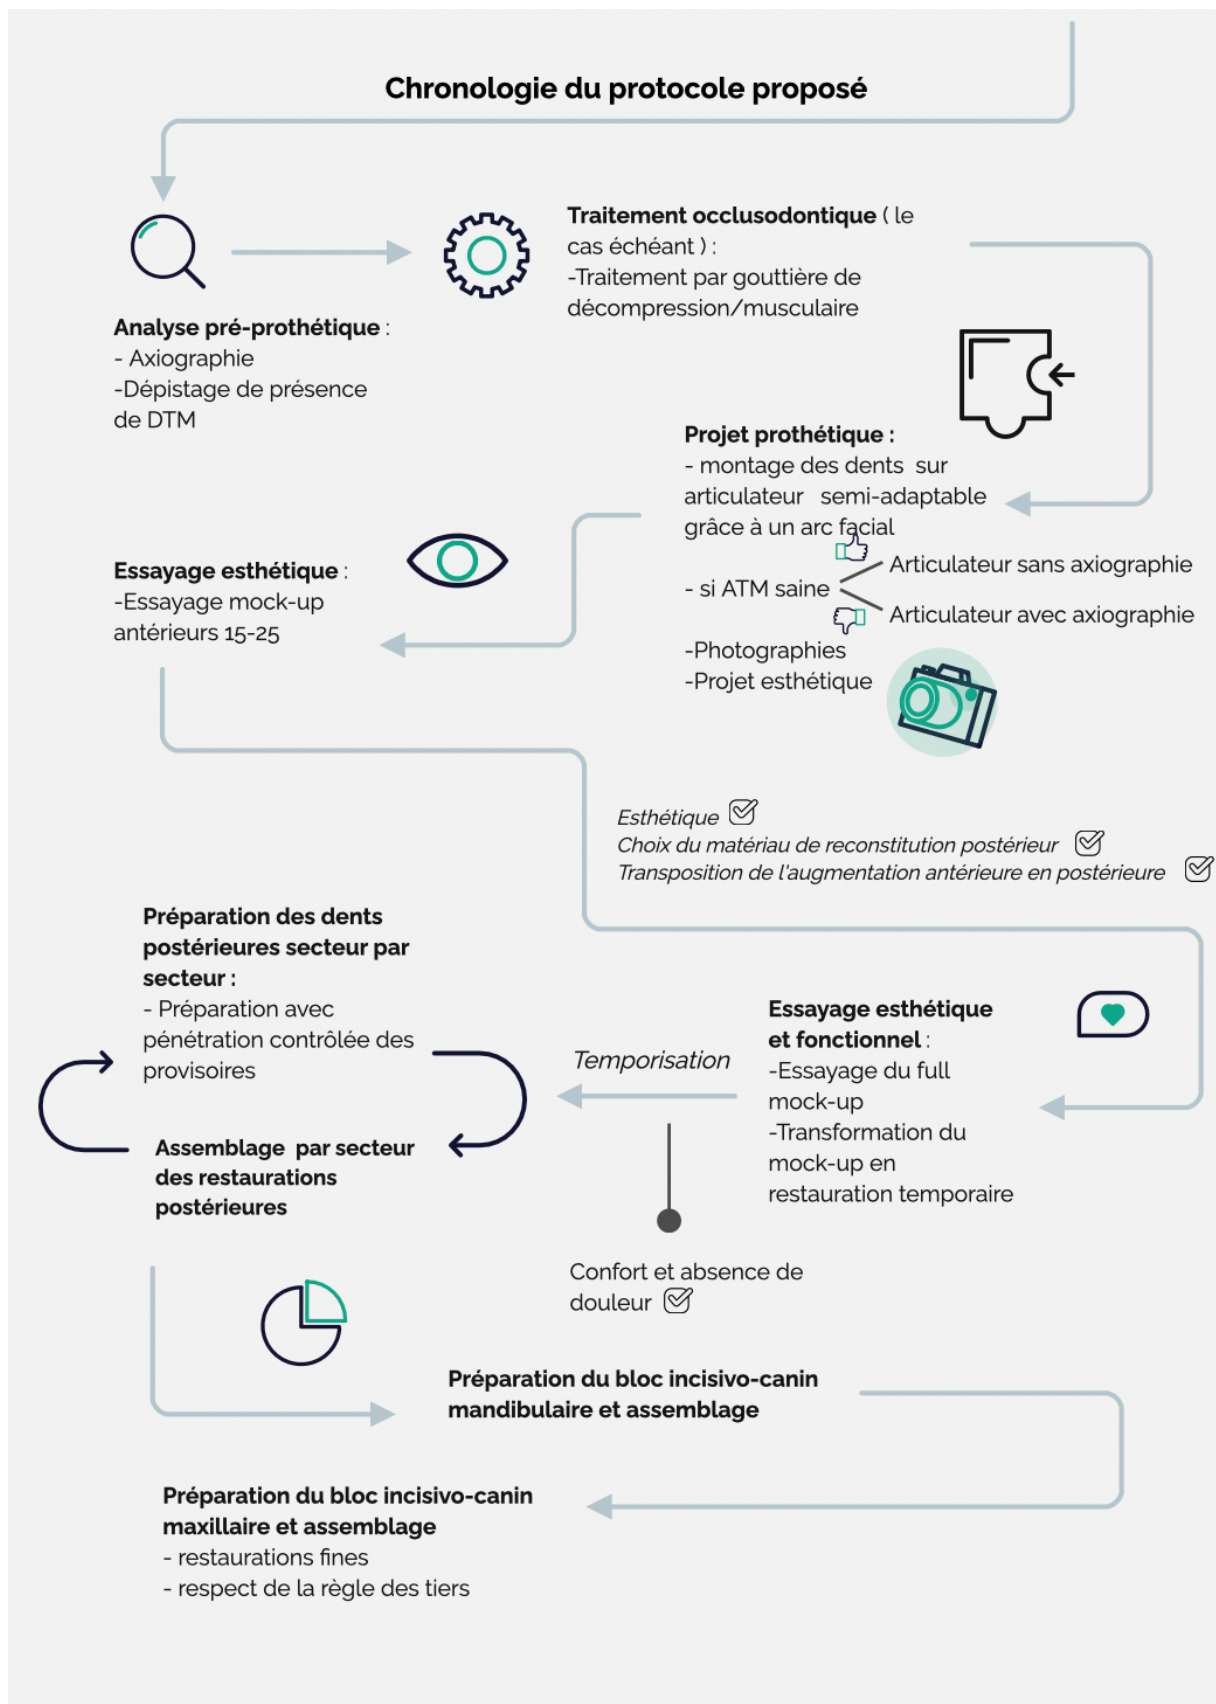 Chronologie du protocole proposé
Traitement occlusodontique ( le
cas échéant ) :
-Traitement par gouttière de
décompression/musculaire
Analyse pré-prothétique :
- Axiographie
-Dépistage de présence
de DTM
Projet prothétique :
- montage des dents sur
articulateur semi-adaptable
grâce à un arc facial
- si ATM saine
Articulateur sans axiographie
Articulateur avec axiographie
-Photographies
-Projet esthétique
Essayage esthétique :
-Essayage mock-up
antérieurs 15-25
Esthétique
Choix du matériau de reconstitution postérieur
Transposition de l'augmentation antérieure en postérieure
Essayage esthétique
et fonctionnel :
-Essayage du full
mock-up
-Transformation du
mock-up en
restauration temporaire
Temporisation
Confort et absence de
douleur
Préparation des dents
postérieures secteur par
secteur :
- Préparation avec
pénétration contrôlée des
provisoires
Assemblage par secteur
des restaurations
postérieures
Préparation du bloc incisivo-canin
mandibulaire et assemblage
Préparation du bloc incisivo-canin
maxillaire et assemblage
- restaurations fines
- respect de la règle des tiers